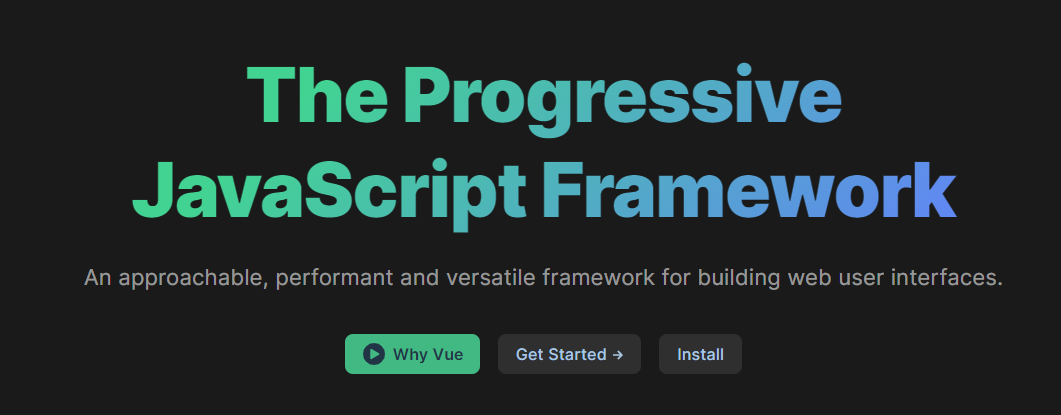 The Progressive
JavaScript Framework
An approachable, performant and versatile framework for building web user interfaces.
Why Vue
Get Started →
Install